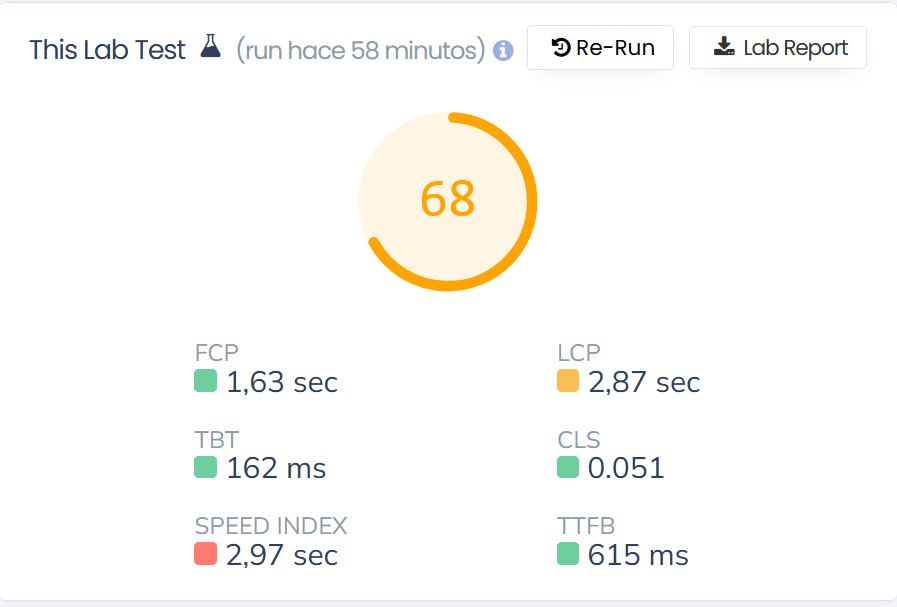 This Lab Test (run hace 58 minutos) Re-Run Lab Report
68
FCP LCP
1,63 sec 2,87 sec
TBT CLS
162 ms 0.051
SPEED INDEX TTFB
2,97 sec 615 ms